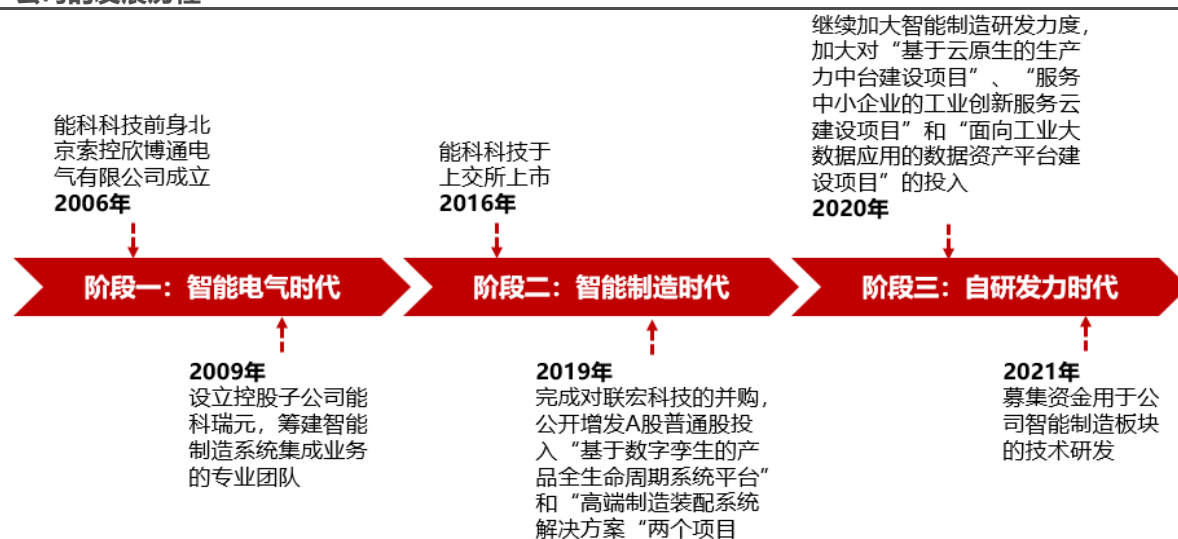 公司的发展历程
能科科技前身北
京索控欣博通电
气有限公司成立
2006年
能科科技于
上交所上市
2016年
继续加大智能制造研发力度，
加大对“基于云原生的生产
力中台建设项目”、“服务
中小企业的工业创新服务云
建设项目”和“面向工业大
数据应用的数据资产平台建
设项目”的投入
2020年
阶段一：智能电气时代
阶段二：智能制造时代
阶段三：自研发力时代
2009年
设立控股子公司能
科瑞元，筹建智能
制造系统集成业务
的专业团队
2019年
完成对联宏科技的并购，
公开增发A股普通股投
入“基于数字孪生的产
品全生命周期系统平台”
和“高端制造装配系统
解决方案“两个项目
2021年
募集资金用于公
司智能制造板块
的技术研发